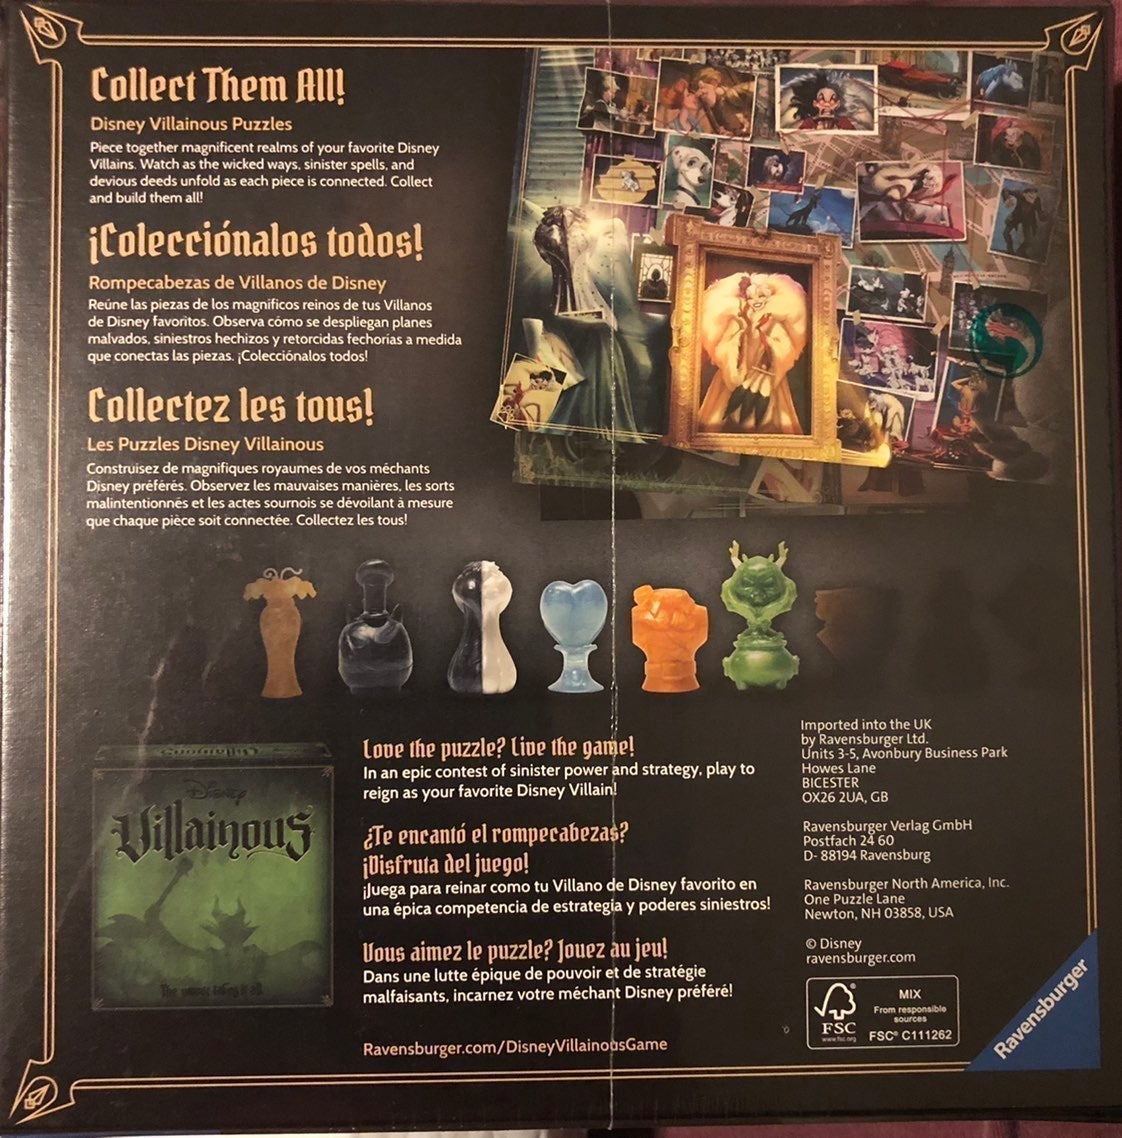 Collect Them All!
Disney Villainous Puzzles
Piece together magnificent realms of your favorite Disney
Villains. Watch as the wicked ways, sinister spells, and
devious deeds unfold as each piece is connected. Collect
and build them all!
¡Colecciónalos todos!
Rompecabezas de Villanos de Disney
Reúne las piezas de los magníficos reinos de tus Villanos
de Disney favoritos. Observa cómo se despliegan planes
malvados, siniestros hechizos y retorcidas fechorías a medida
que conectas las piezas. ¡Colecciónalos todos!
Collectez les tous!
Les Puzzles Disney Villainous
Construisez de magnifiques royaumes de vos méchants
Disney préférés. Observez les mauvaises manières, les sorts
malintentionnés et les actes sournois se dévoilant à mesure
que chaque pièce soit connectée. Collectez les tous!
Villainous
Disney
Villainous
The power takes it all
Love the puzzle? Live the game!
In an epic contest of sinister power and strategy, play to
reign as your favorite Disney Villain!
¿Te encantó el rompecabezas?
¡Disfruta del juego!
¡Juega para reinar como tu Villano de Disney favorito en
una épica competencia de estrategia y poderes siniestros!
Vous aimez le puzzle? Jouez au jeu!
Dans une lutte épique de pouvoir et de stratégie
malfaisants, incarnez votre méchant Disney préféré!
Ravensburger.com/DisneyVillainousGame
Imported into the UK
by Ravensburger Ltd.
Units 3-5, Avonbury Business Park
Howes Lane
BICESTER
OX26 2UA, GB
Ravensburger Verlag GmbH
Postfach 24 60
D- 88194 Ravensburg
Ravensburger North America, Inc.
One Puzzle Lane
Newton, NH 03858, USA
© Disney
ravensburger.com
FSC
www.fsc.org
MIX
From responsible
sources
FSC® C111262
Ravensburger